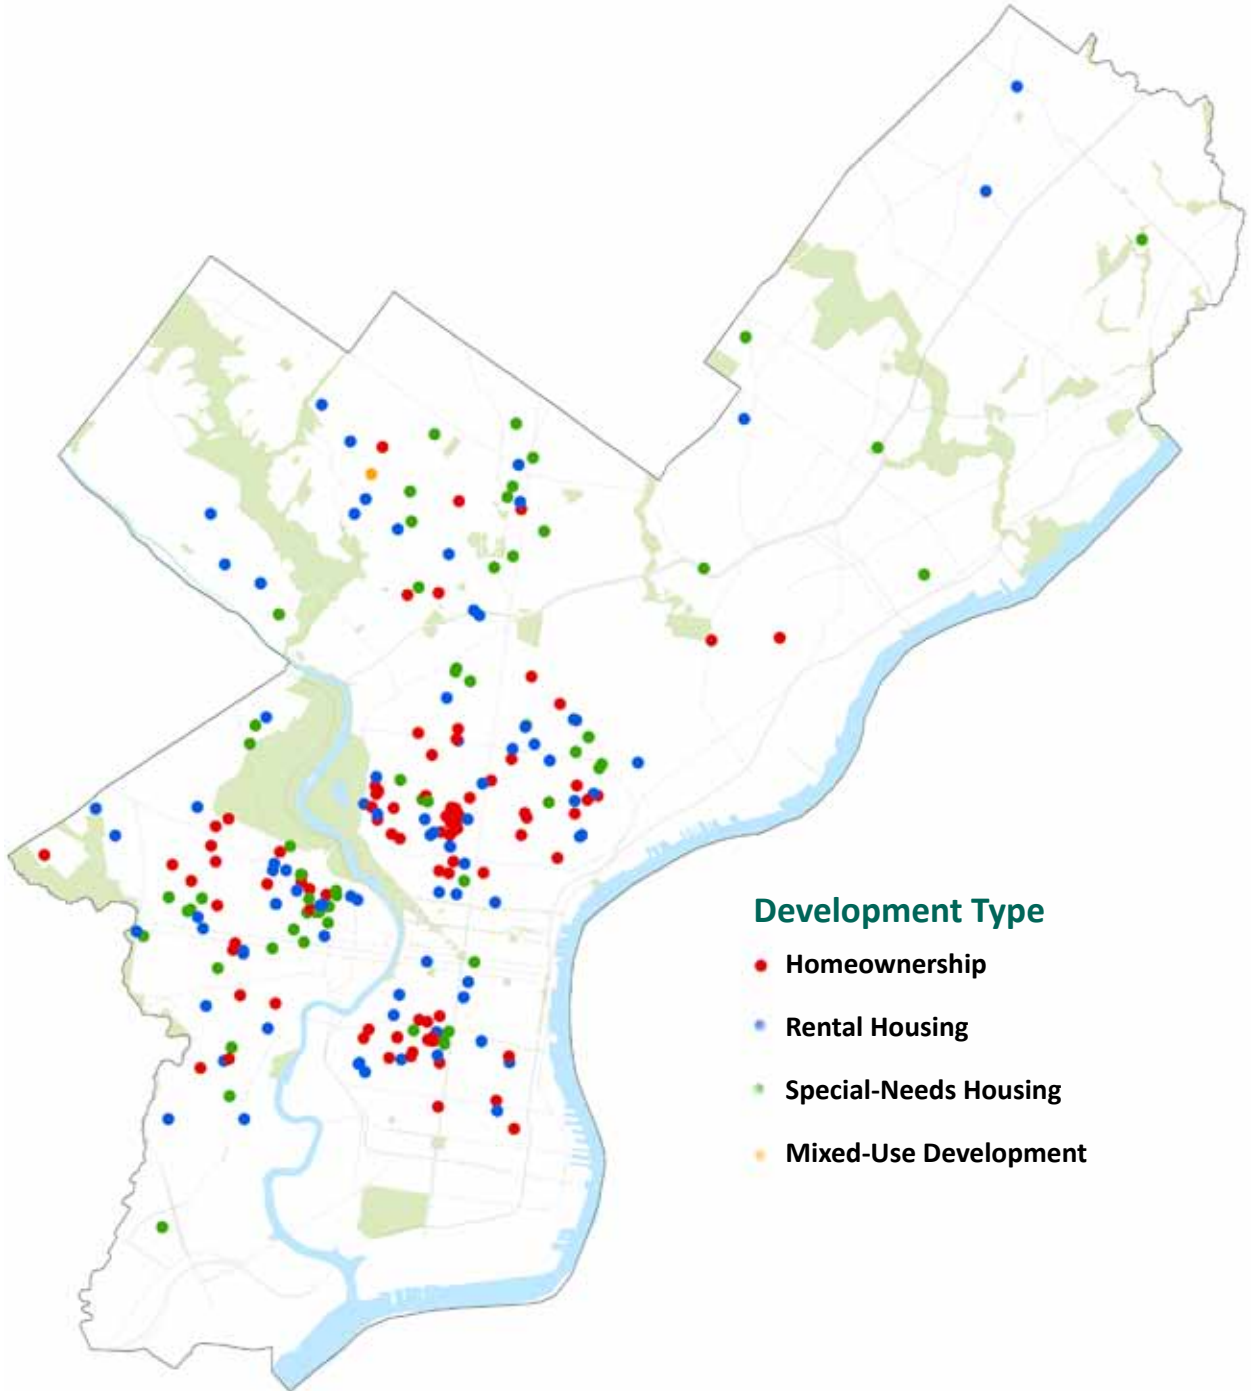 Development Type
Homeownership
Rental Housing
Special-Needs Housing
Mixed-Use Development